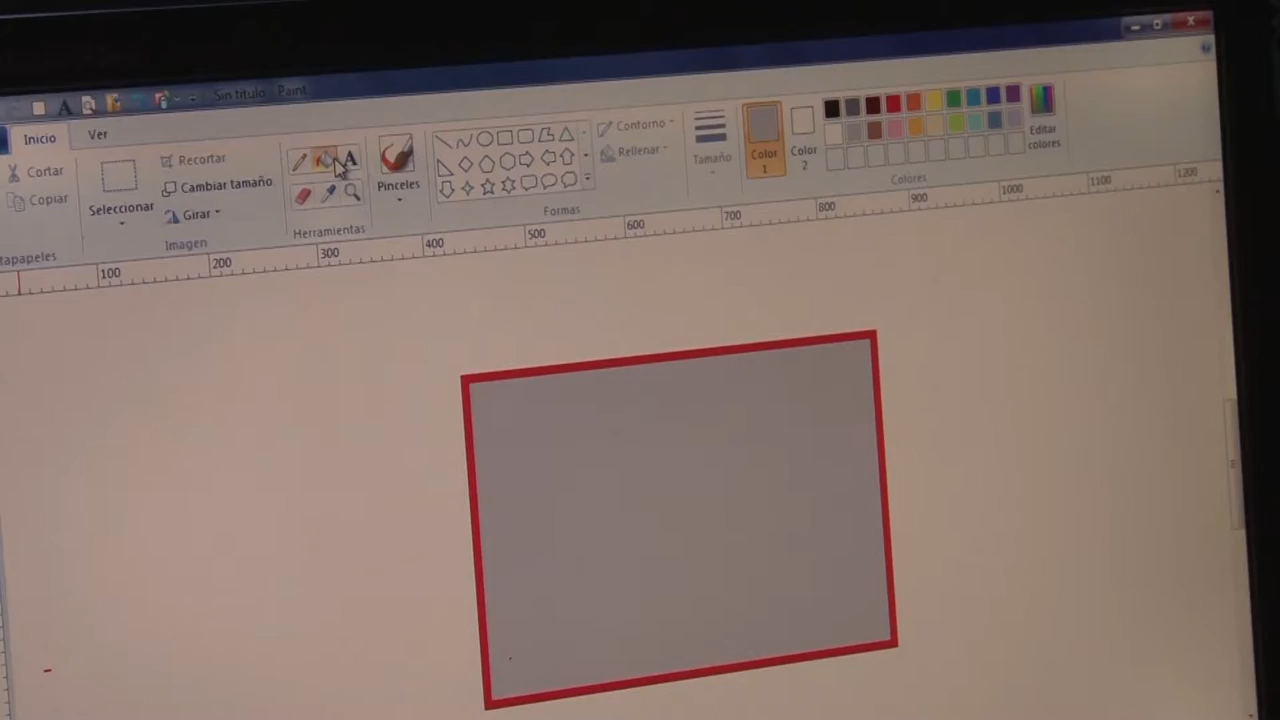 Sin título - Paint
Inicio Ver
Cortar
Copiar
tapapeles
Seleccionar
Recortar
Cambiar tamaño
Girar
Imagen
A
Herramientas
Pinceles
Formas
Contorno
Rellenar
Tamaño
Color
1
Color
2
Colores
Editar
colores
100 200 300 400 500 600 700 800 900 1000 1100 1200